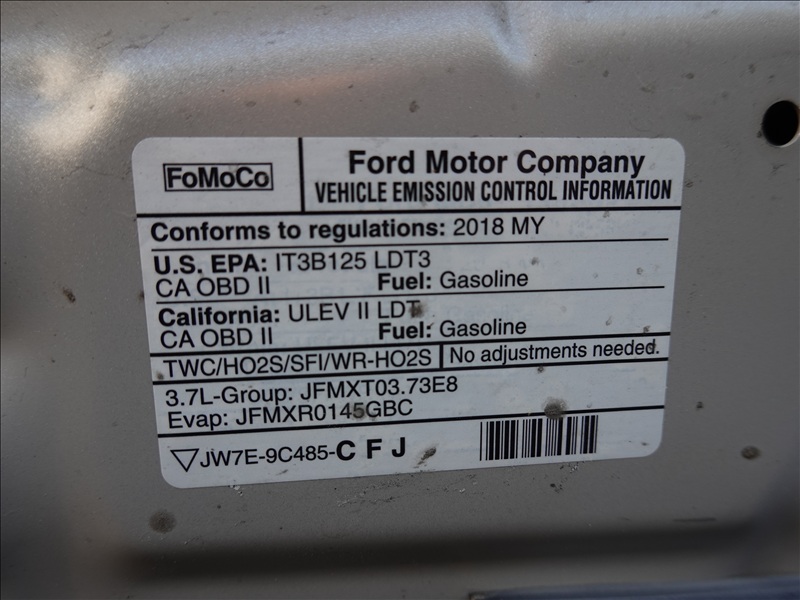 FoMoCo
Ford Motor Company
VEHICLE EMISSION CONTROL INFORMATION
Conforms to regulations: 2018 MY
U.S. EPA: IT3B125 LDT3
CA OBD II Fuel: Gasoline
California: ULEV II LDT
CA OBD II Fuel: Gasoline
TWC/HO2S/SFI/WR-HO2S No adjustments needed.
3.7L-Group: JFMXT03.73E8
Evap: JFMXR0145GBC
JW7E-9C485-C F J